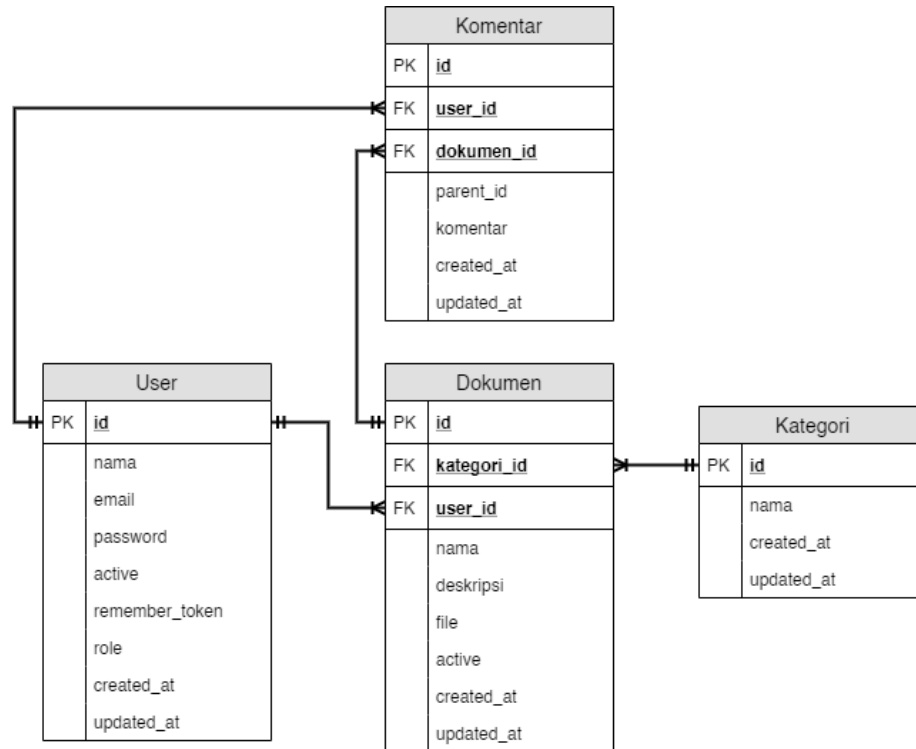 Komentar
PK id
FK user_id
FK dokumen_id
parent_id
komentar
created_at
updated_at
User
PK id
nama
email
password
active
remember_token
role
created_at
updated_at
Dokumen
PK id
FK kategori_id
FK user_id
nama
deskripsi
file
active
created_at
updated_at
Kategori
PK id
nama
created_at
updated_at